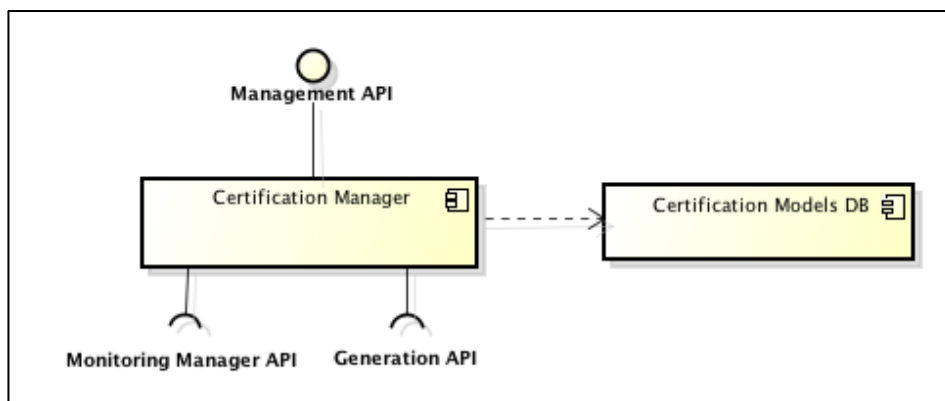 Management API
Certification Manager
Certification Models DB
Monitoring Manager API
Generation API